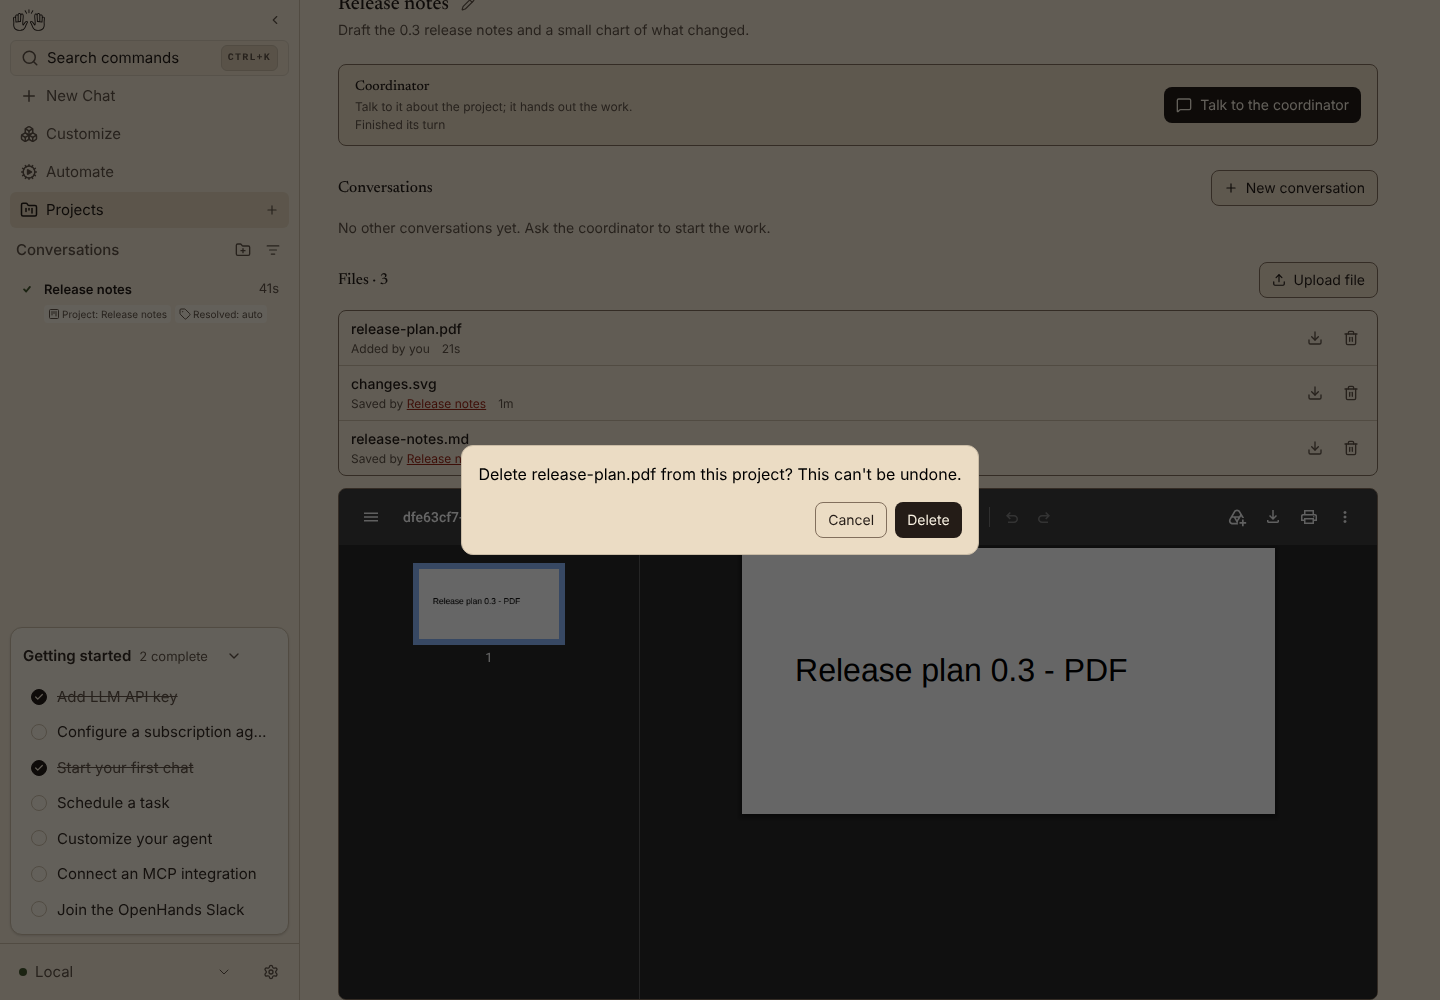 Release notes
Draft the 0.3 release notes and a small chart of what changed.
Search commands
CTRL+K
New Chat
Customize
Automate
Projects
Conversations
Release notes
41s
Project: Release notes
Resolved: auto
Coordinator
Talk to it about the project; it hands out the work.
Finished its turn
Talk to the coordinator
Conversations
New conversation
No other conversations yet. Ask the coordinator to start the work.
Files · 3
Upload file
release-plan.pdf
Added by you 21s
changes.svg
Saved by Release notes 1m
release-notes.md
Saved by Release n
Delete release-plan.pdf from this project? This can't be undone.
Cancel
Delete
dfe63cf7-
Release plan 0.3 - PDF
1
Release plan 0.3 - PDF
Getting started 2 complete
Add LLM API key
Configure a subscription ag...
Start your first chat
Schedule a task
Customize your agent
Connect an MCP integration
Join the OpenHands Slack
Local